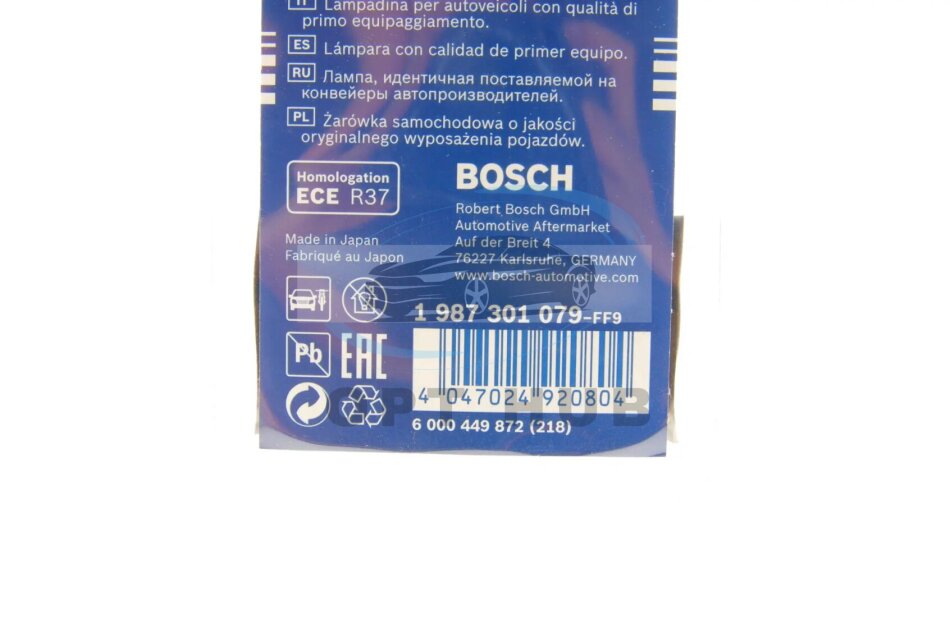 IT Lampadina per autoveicoli con qualità di
primo equipaggiamento.
ES Lámpara con calidad de primer equipo.
RU Лампа, идентичная поставляемой на
конвейеры автопроизводителей.
PL Żarówka samochodowa o jakości
oryginalnego wyposażenia pojazdów.
Homologation
ECE R37
Made in Japan
Fabriqué au Japon
BOSCH
Robert Bosch GmbH
Automotive Aftermarket
Auf der Breit 4
76227 Karlsruhe, GERMANY
www.bosch-automotive.com
1 987 301 079-FF9
Pb
EAC
4 047024 920804
OPT HUB
6 000 449 872 (218)